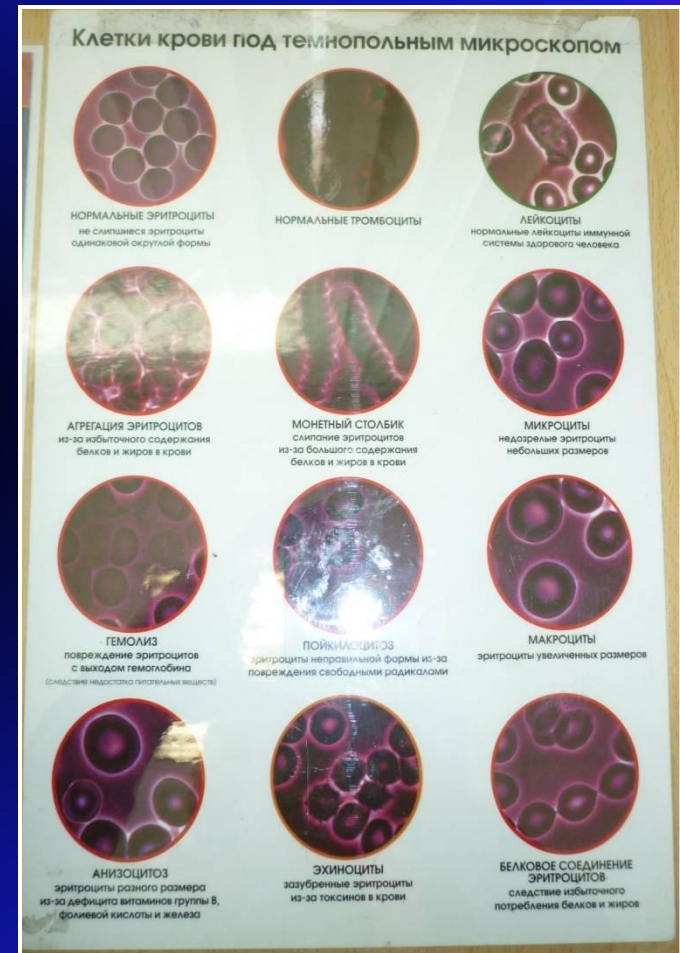 Клетки крови под темнопольным микроскопом
НОРМАЛЬНЫЕ ЭРИТРОЦИТЫ
не слипшиеся эритроциты
одинаковой округлой формы
НОРМАЛЬНЫЕ ТРОМБОЦИТЫ
ЛЕЙКОЦИТЫ
нормальные лейкоциты иммунной
системы здорового человека
АГРЕГАЦИЯ ЭРИТРОЦИТОВ
из-за избыточного содержания
белков и жиров в крови
МОНЕТНЫЙ СТОЛБИК
слипание эритроцитов
из-за большого содержания
белков и жиров в крови
МИКРОЦИТЫ
недозрелые эритроциты
небольших размеров
ГЕМОЛИЗ
повреждение эритроцитов
с выходом гемоглобина
(следствие недостатка питательных веществ)
ПОЙКИЛОЦИТОЗ
эритроциты неправильной формы из-за
повреждения свободными радикалами
МАКРОЦИТЫ
эритроциты увеличенных размеров
АНИЗОЦИТОЗ
эритроциты разного размера
из-за дефицита витаминов группы В,
фолиевой кислоты и железа
ЭХИНОЦИТЫ
зазубренные эритроциты
из-за токсинов в крови
БЕЛКОВОЕ СОЕДИНЕНИЕ
ЭРИТРОЦИТОВ
следствие избыточного
потребления белков и жиров